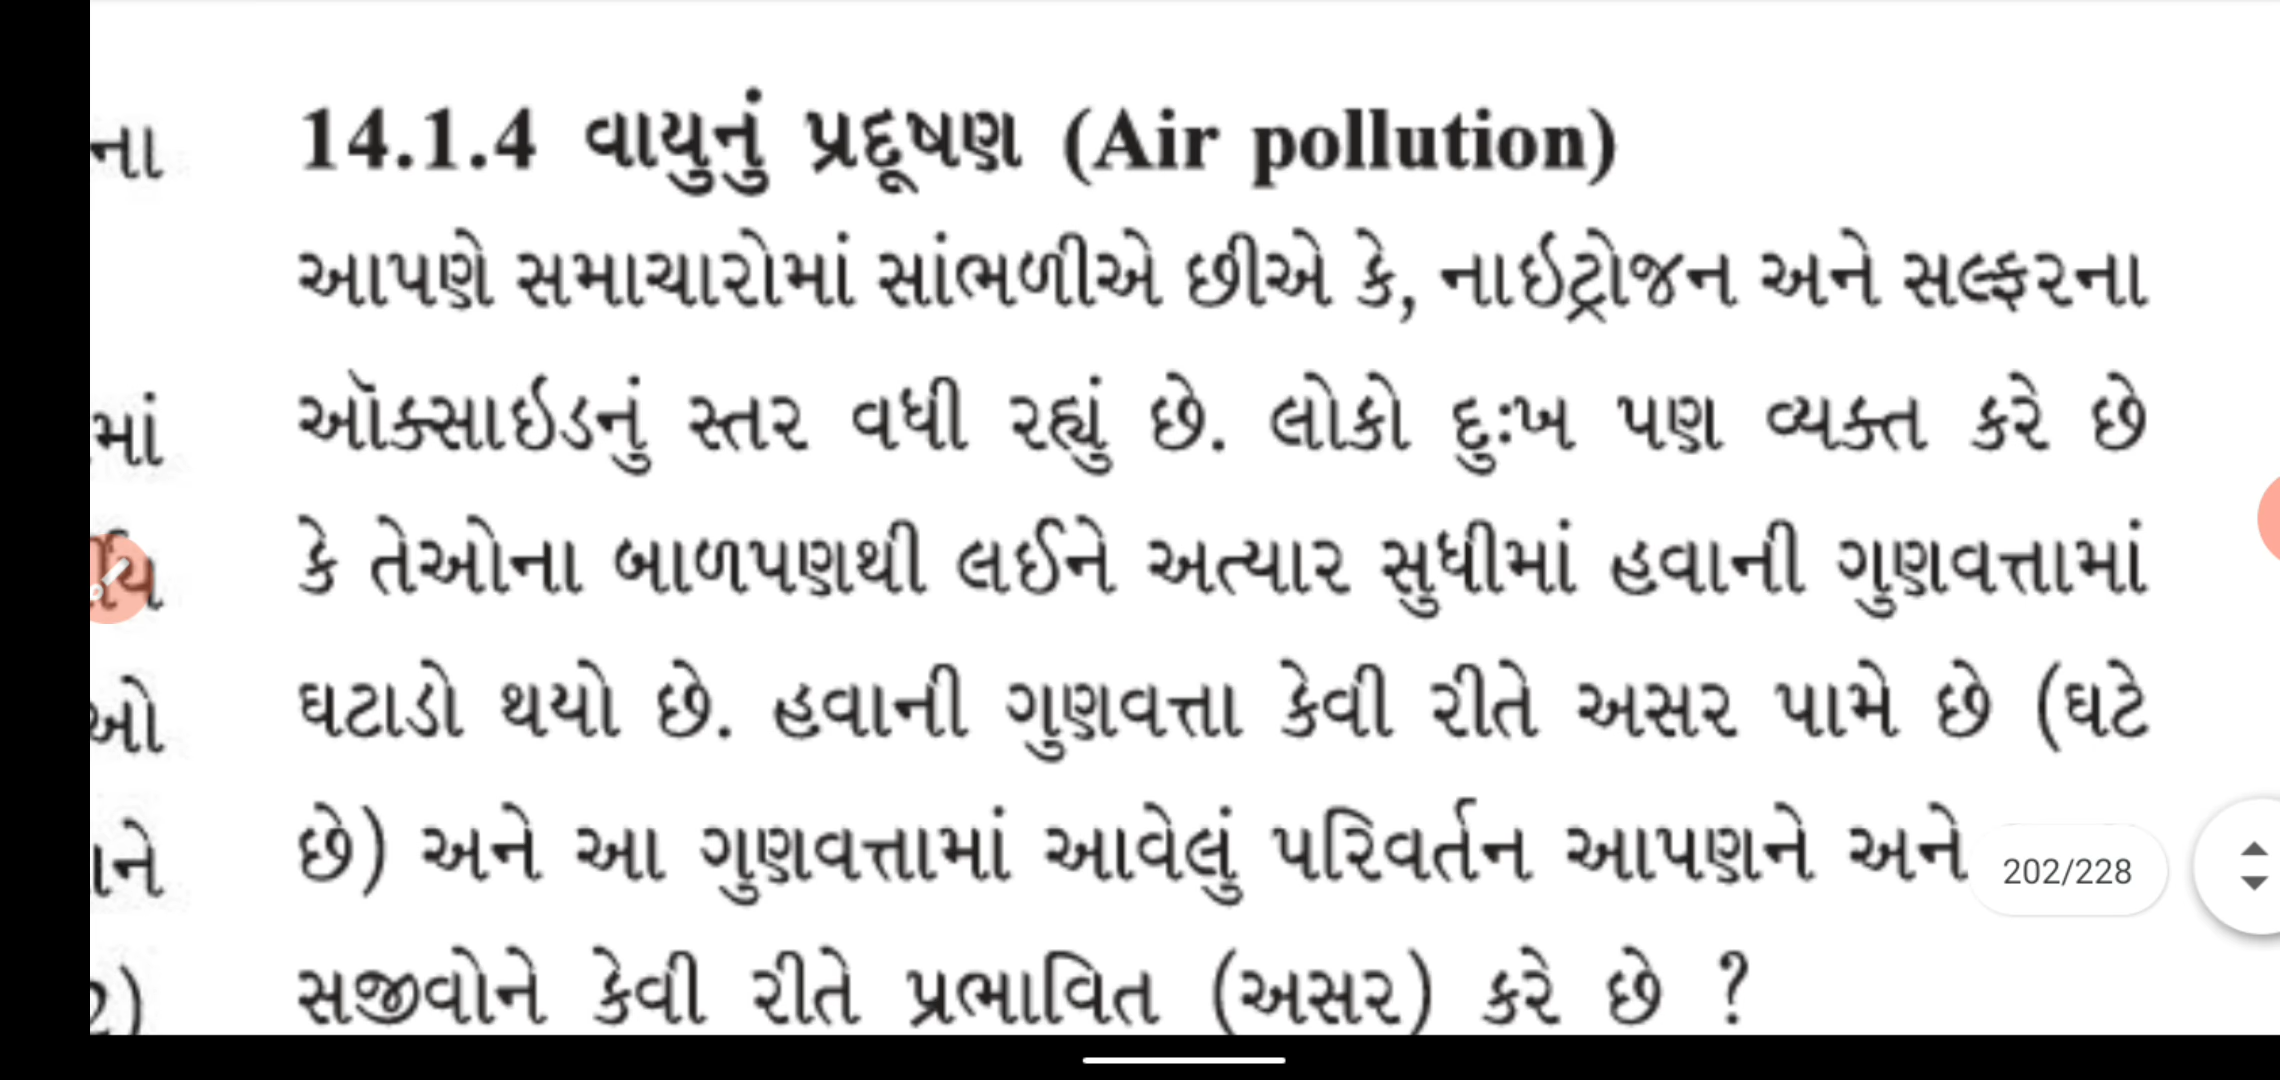 ના
14.1.4 વાયુનું પ્રદૂષણ (Air pollution)
આપણે સમાચારોમાં સાંભળીએ છીએ કે, નાઇટ્રોજન અને સલ્ફરના
માં
ઑક્સાઇડનું સ્તર વધી રહ્યું છે. લોકો દુઃખ પણ વ્યક્ત કરે છે
કે તેઓના બાળપણથી લઈને અત્યાર સુધીમાં હવાની ગુણવત્તામાં
ઓ
ઘટાડો થયો છે. હવાની ગુણવત્તા કેવી રીતે અસર પામે છે (ઘટે
ને
છે) અને આ ગુણવત્તામાં આવેલું પરિવર્તન આપણને અને
202/228
સજીવોને કેવી રીતે પ્રભાવિત (અસર) કરે છે ?